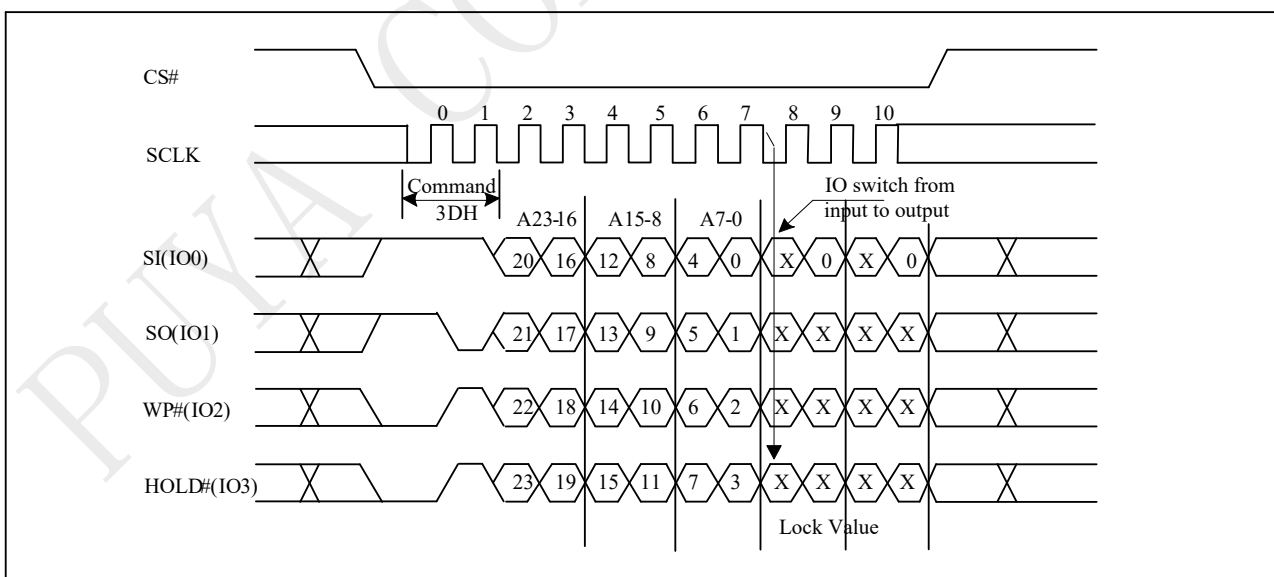 PUYA CO
CS#
0 1 2 3 4 5 6 7 8 9 10
SCLK
Command
3DH
IO switch from
input to output
A23-16 A15-8 A7-0
SI(IO0) 20 16 12 8 4 0 X 0 X 0
SO(IO1) 21 17 13 9 5 1 X X X X
WP#(IO2) 22 18 14 10 6 2 X X X X
HOLD#(IO3) 23 19 15 11 7 3 X X X X
Lock Value